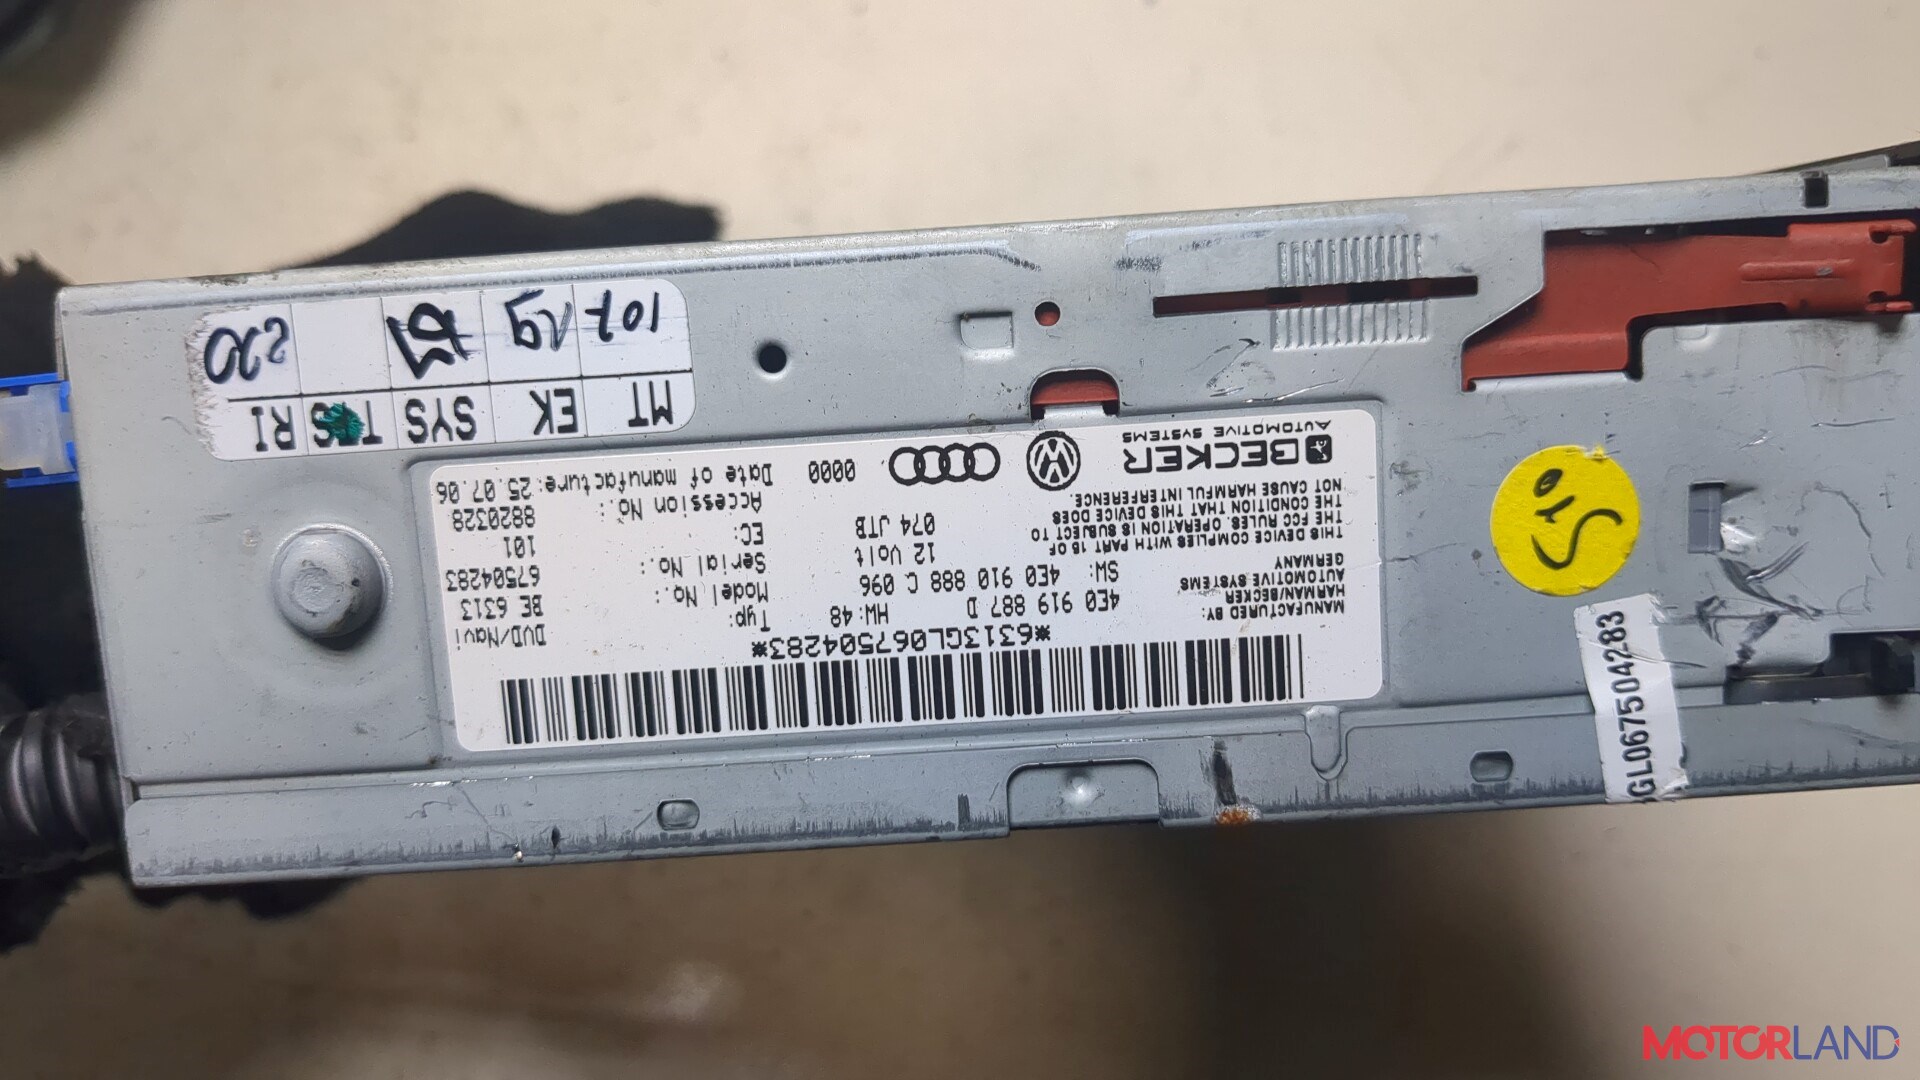 *6313GL067504283*
MANUFACTURED BY:
HARMAN/BECKER
AUTOMOTIVE SYSTEMS
GERMANY
THIS DEVICE COMPLIES WITH PART 15 OF
THE FCC RULES. OPERATION IS SUBJECT TO
THE CONDITION THAT THIS DEVICE DOES
NOT CAUSE HARMFUL INTERFERENCE.
BECKER
AUTOMOTIVE SYSTEMS
4E0 919 887 D HW: 48
SW: 4E0 910 888 C 096
12 Volt
074 JTB
0000
Typ: DVD/Navi
Model No.: BE 6313
Serial No.: 67504283
EC: 101
Accession No.: 8820328
Date of manufacture: 25.07.06
MT EK SYS RI
107 220
GL067504283
MOTORLAND